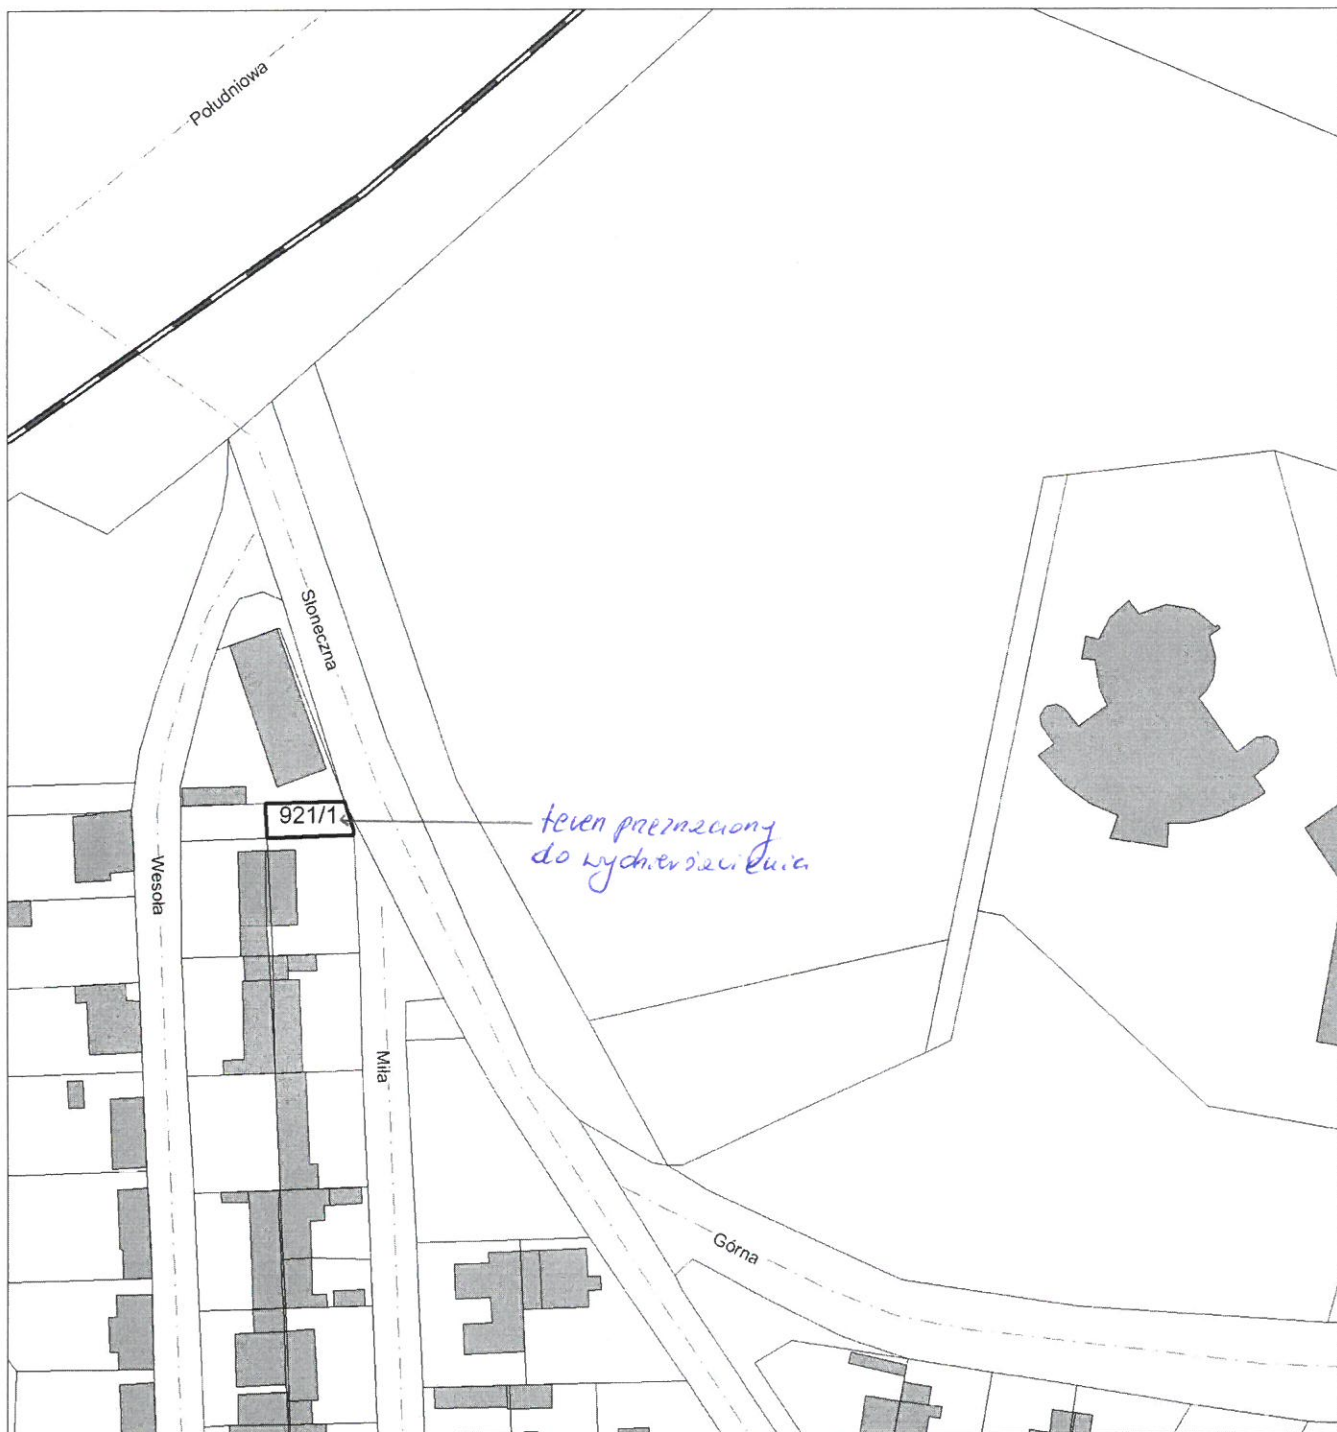 Południowa
Słoneczna
921/1
teren przeznaczony
do wydzierżawienia
Wesoła
Miła
Górna